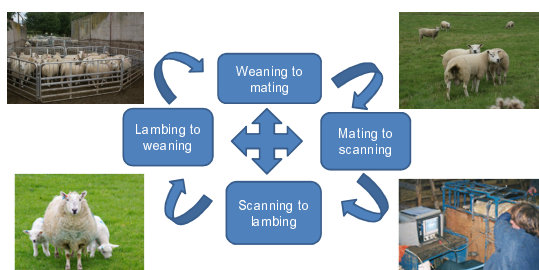 Weaning to
mating
Lambing to
weaning
Mating to
scanning
Scanning to
lambing